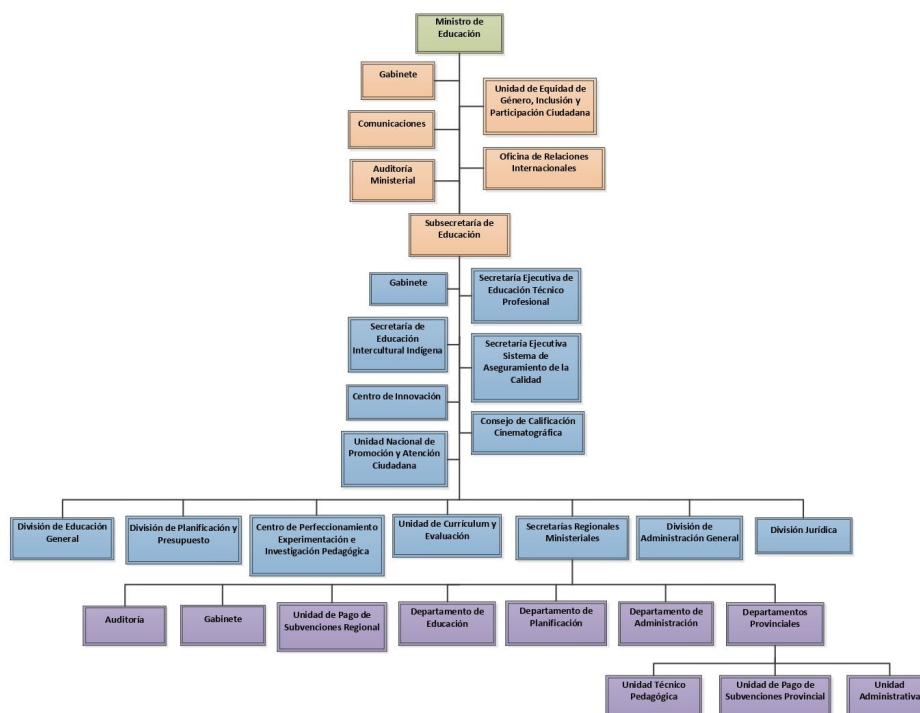 Ministro de
Educación
Gabinete
Unidad de Equidad de
Género, Inclusión y
Participación Ciudadana
Comunicaciones
Auditoría
Ministerial
Oficina de Relaciones
Internacionales
Subsecretaría de
Educación
Gabinete
Secretaría Ejecutiva de
Educación Técnico
Profesional
Secretaría de
Educación
Intercultural Indígena
Secretaría Ejecutiva
Sistema de
Aseguramiento de la
Calidad
Centro de Innovación
Consejo de Calificación
Cinematográfica
Unidad Nacional de
Promoción y Atención
Ciudadana
División de Educación
General
División de Planificación y
Presupuesto
Centro de Perfeccionamiento
Experimentación e
Investigación Pedagógica
Unidad de Currículum y
Evaluación
Secretarías Regionales
Ministeriales
División de
Administración General
División Jurídica
Auditoría
Gabinete
Unidad de Pago de
Subvenciones Regional
Departamento de
Educación
Departamento de
Planificación
Departamento de
Administración
Departamentos
Provinciales
Unidad Técnico
Pedagógica
Unidad de Pago de
Subvenciones Provincial
Unidad
Administrativa